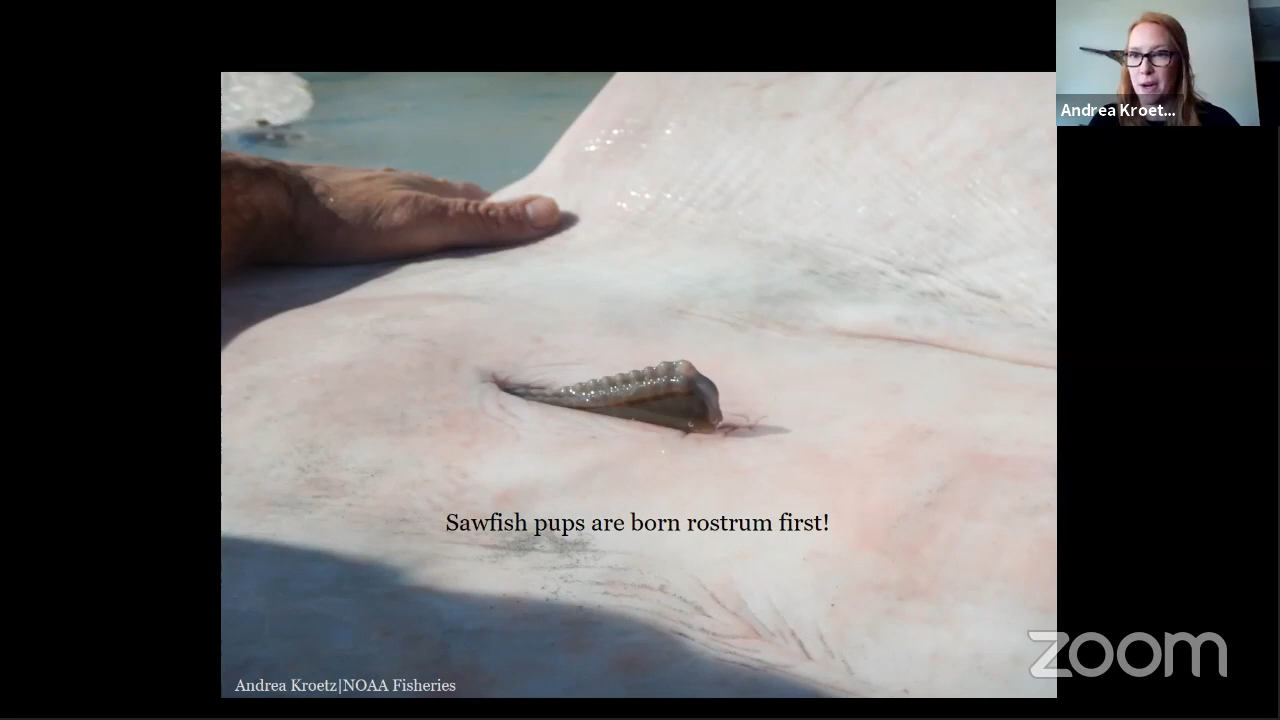 Andrea Kroet...
Sawfish pups are born rostrum first!
zoom
Andrea Kroetz|NOAA Fisheries